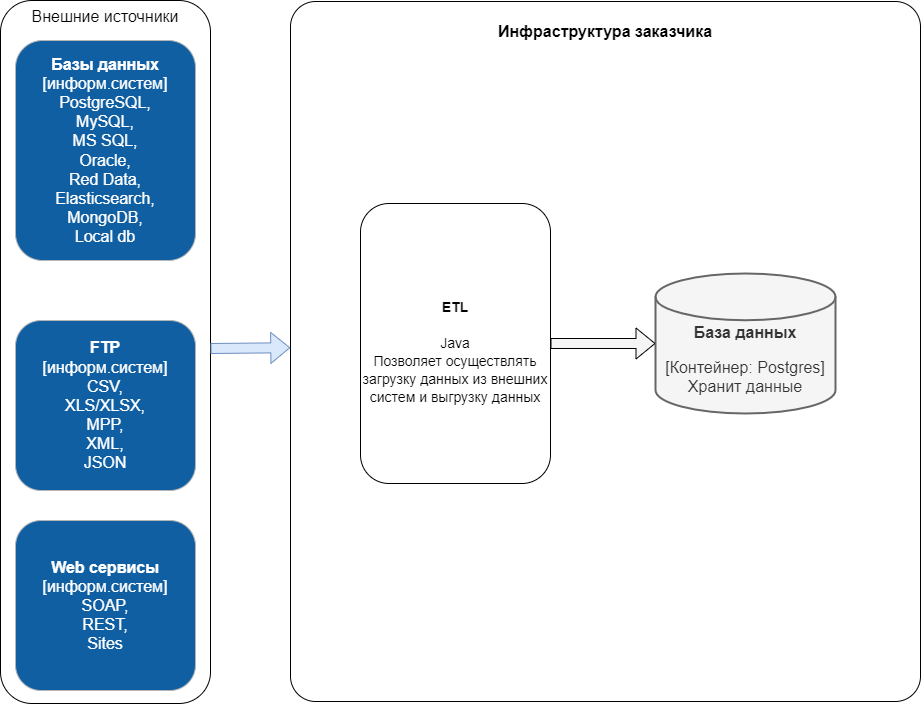 Внешние источники
Базы данных
[информ.систем]
PostgreSQL,
MySQL,
MS SQL,
Oracle,
Red Data,
Elasticsearch,
MongoDB,
Local db
FTP
[информ.систем]
CSV,
XLS/XLSX,
MPP,
XML,
JSON
Web сервисы
[информ.систем]
SOAP,
REST,
Sites
Инфраструктура заказчика
ETL
Java
Позволяет осуществлять
загрузку данных из внешних
систем и выгрузку данных
База данных
[Контейнер: Postgres]
Хранит данные